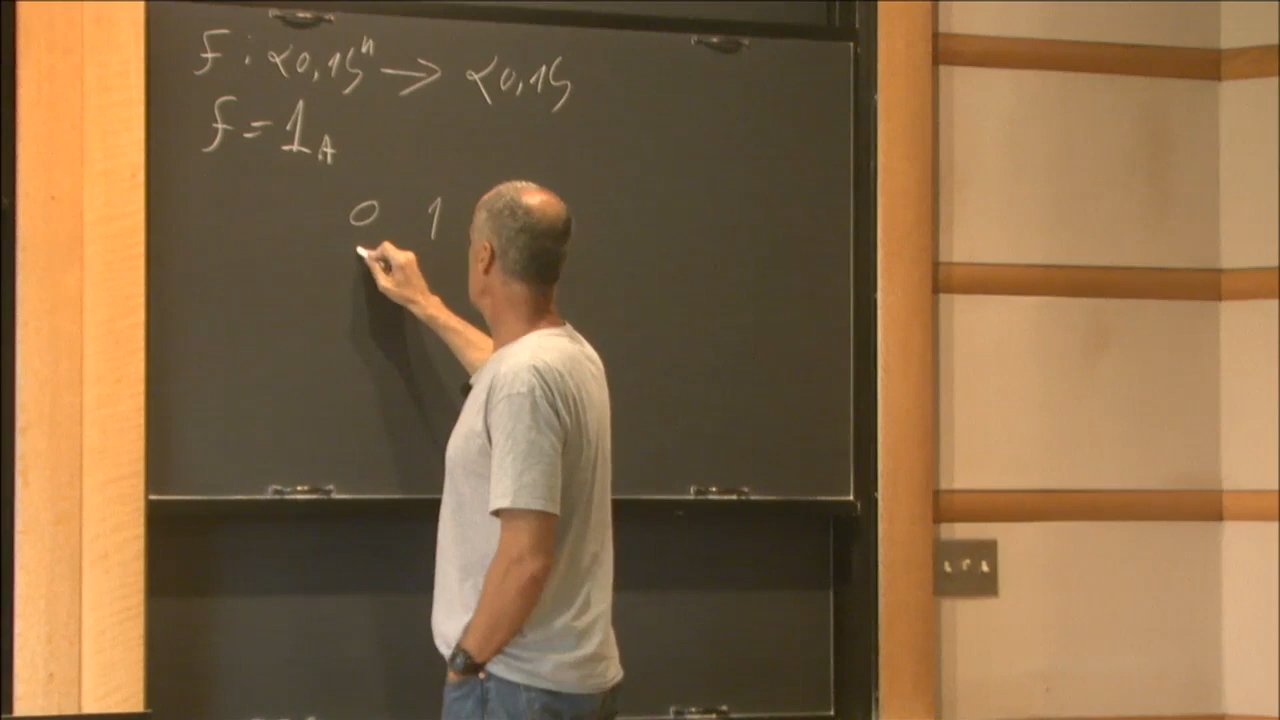 f : {0,1}ⁿ → {0,1}
f = 1_A
0 1